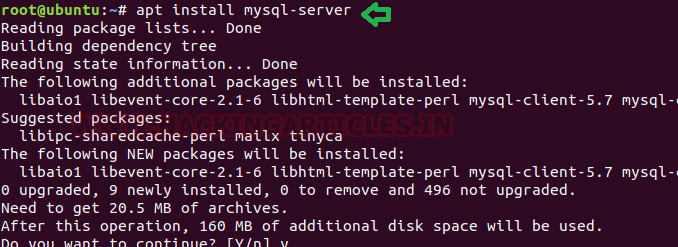 root@ubuntu:~# apt install mysql-server
Reading package lists... Done
Building dependency tree
Reading state information... Done
The following additional packages will be installed:
libaio1 libevent-core-2.1-6 libhtml-template-perl mysql-client-5.7 mysql-
Suggested packages:
libipc-sharedcache-perl mailx tinyca
The following NEW packages will be installed:
libaio1 libevent-core-2.1-6 libhtml-template-perl mysql-client-5.7 mysql-
0 upgraded, 9 newly installed, 0 to remove and 496 not upgraded.
Need to get 20.5 MB of archives.
After this operation, 160 MB of additional disk space will be used.
Do you want to continue? [Y/n] y